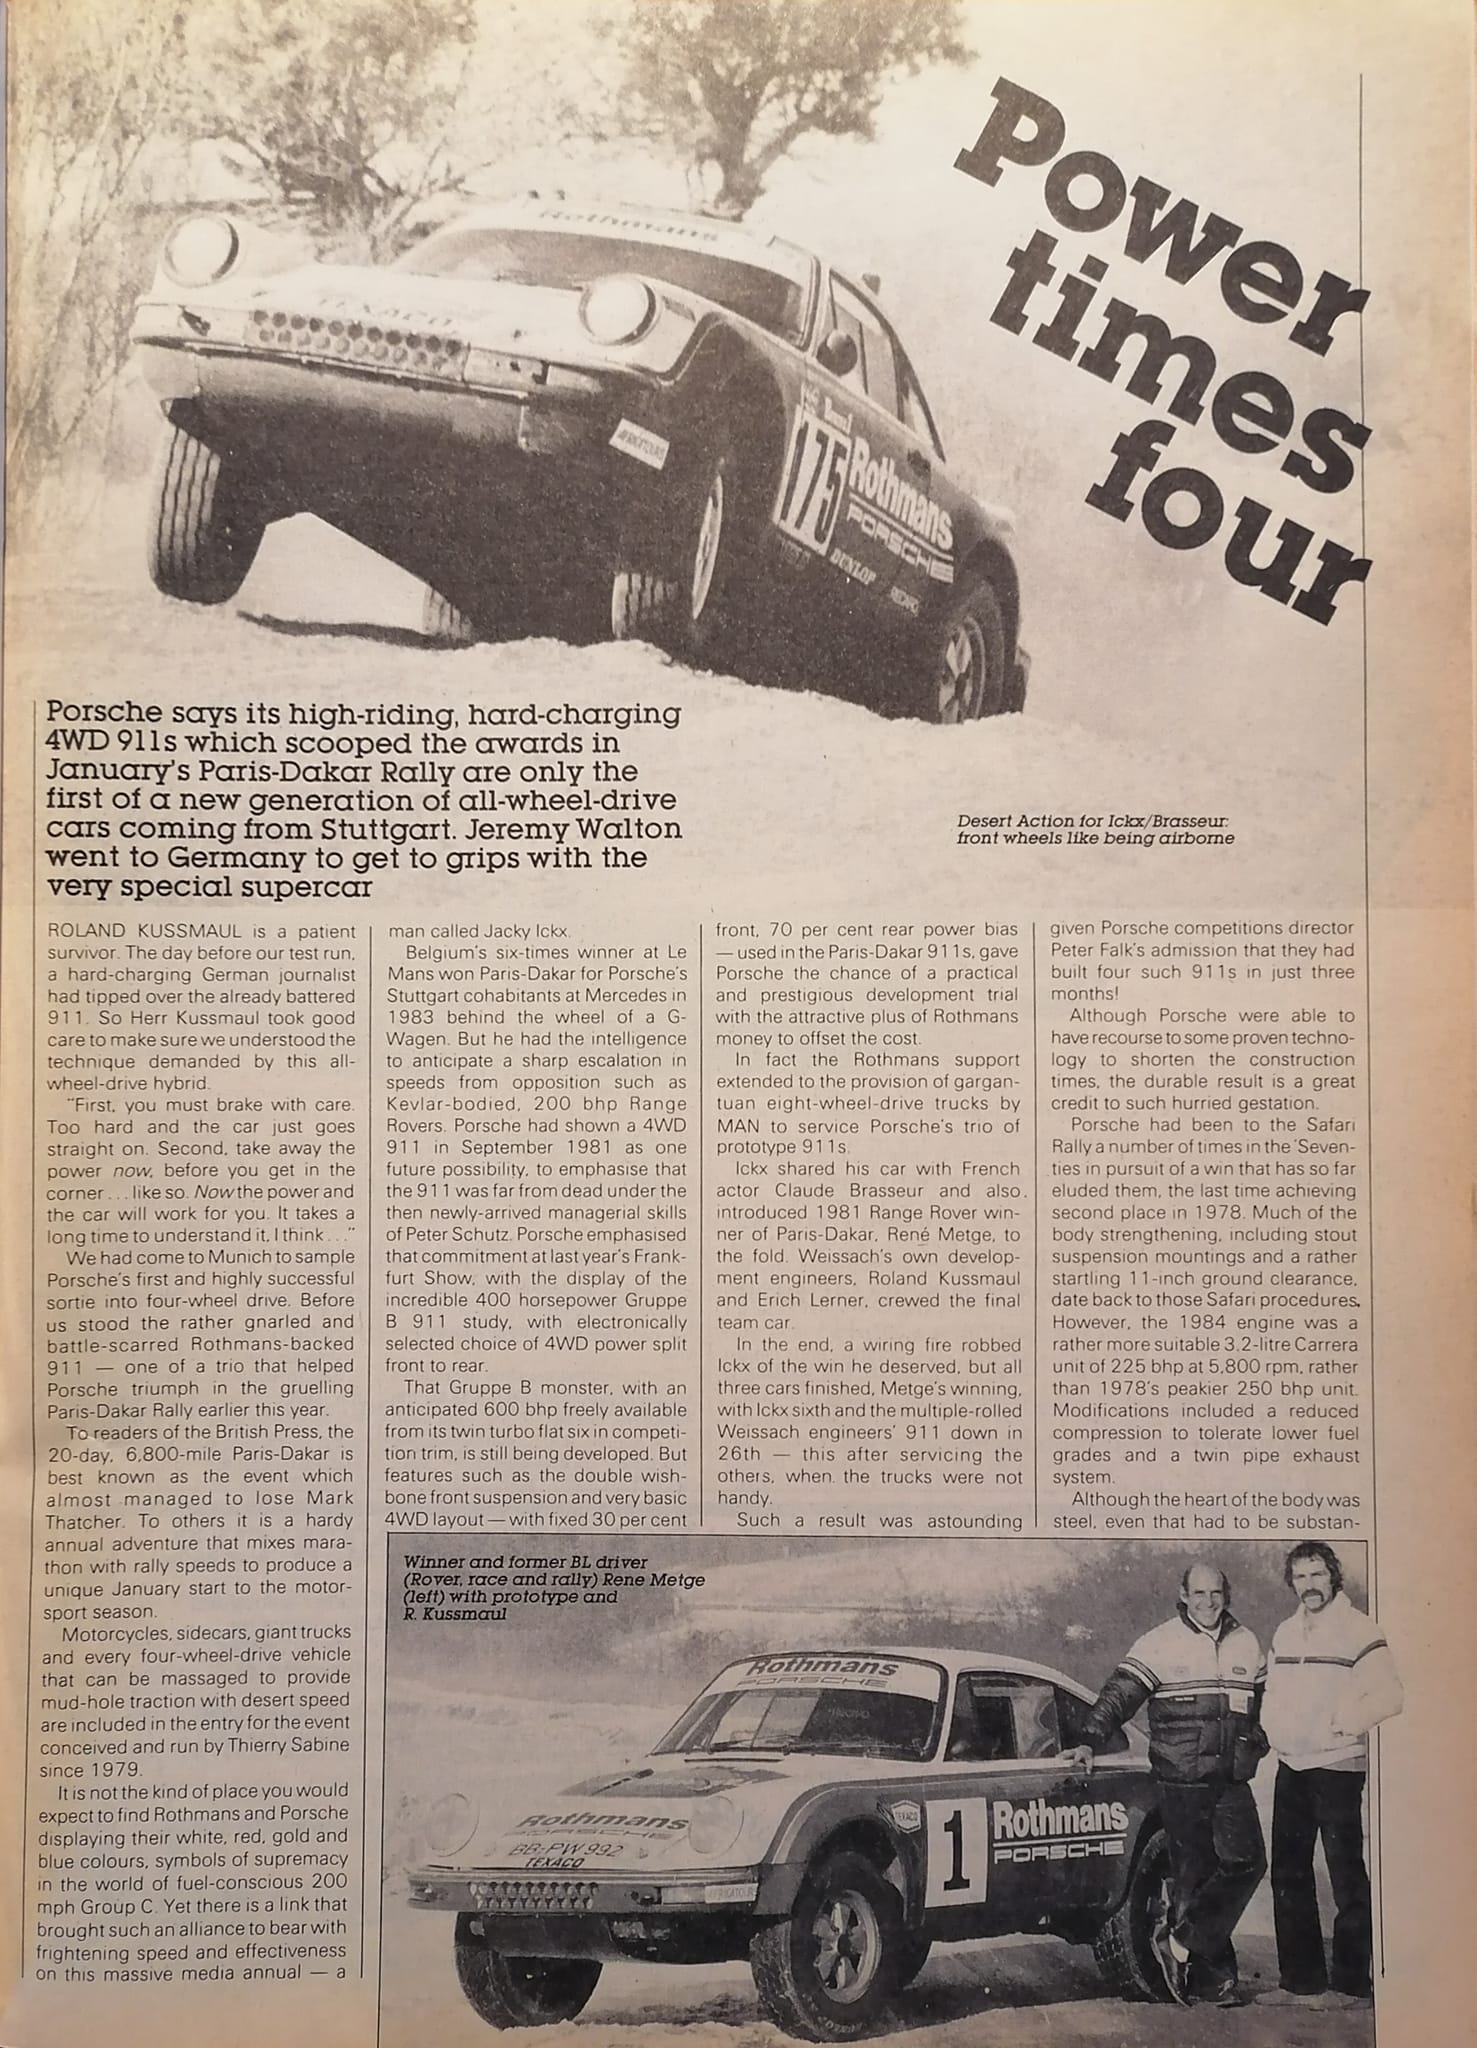 Power
times
four
Rothmans
TEXACO
AFRICATOURS
175
Rothmans
PORSCHE
DUNLOP
Porsche says its high-riding, hard-charging
4WD 911s which scooped the awards in
January's Paris-Dakar Rally are only the
first of a new generation of all-wheel-drive
cars coming from Stuttgart. Jeremy Walton
went to Germany to get to grips with the
very special supercar
Desert Action for Ickx/Brasseur:
front wheels like being airborne
ROLAND KUSSMAUL is a patient
survivor. The day before our test run,
a hard-charging German journalist
had tipped over the already battered
911. So Herr Kussmaul took good
care to make sure we understood the
technique demanded by this all-
wheel-drive hybrid.
"First, you must brake with care.
Too hard and the car just goes
straight on. Second, take away the
power now, before you get in the
corner . . . like so. Now the power and
the car will work for you. It takes a
long time to understand it, I think . . ."
We had come to Munich to sample
Porsche's first and highly successful
sortie into four-wheel drive. Before
us stood the rather gnarled and
battle-scarred Rothmans-backed
911 — one of a trio that helped
Porsche triumph in the gruelling
Paris-Dakar Rally earlier this year.
To readers of the British Press, the
20-day, 6,800-mile Paris-Dakar is
best known as the event which
almost managed to lose Mark
Thatcher. To others it is a hardy
annual adventure that mixes mara-
thon with rally speeds to produce a
unique January start to the motor-
sport season.
Motorcycles, sidecars, giant trucks
and every four-wheel-drive vehicle
that can be massaged to provide
mud-hole traction with desert speed
are included in the entry for the event
conceived and run by Thierry Sabine
since 1979.
It is not the kind of place you would
expect to find Rothmans and Porsche
displaying their white, red, gold and
blue colours, symbols of supremacy
in the world of fuel-conscious 200
mph Group C. Yet there is a link that
brought such an alliance to bear with
frightening speed and effectiveness
on this massive media annual — a
man called Jacky Ickx.
Belgium's six-times winner at Le
Mans won Paris-Dakar for Porsche's
Stuttgart cohabitants at Mercedes in
1983 behind the wheel of a G-
Wagen. But he had the intelligence
to anticipate a sharp escalation in
speeds from opposition such as
Kevlar-bodied, 200 bhp Range
Rovers. Porsche had shown a 4WD
911 in September 1981 as one
future possibility, to emphasise that
the 911 was far from dead under the
then newly-arrived managerial skills
of Peter Schutz. Porsche emphasised
that commitment at last year's Frank-
furt Show, with the display of the
incredible 400 horsepower Gruppe
B 911 study, with electronically
selected choice of 4WD power split
front to rear.
That Gruppe B monster, with an
anticipated 600 bhp freely available
from its twin turbo flat six in competi-
tion trim, is still being developed. But
features such as the double wish-
bone front suspension and very basic
4WD layout — with fixed 30 per cent
front, 70 per cent rear power bias
— used in the Paris-Dakar 911s, gave
Porsche the chance of a practical
and prestigious development trial
with the attractive plus of Rothmans
money to offset the cost.
In fact the Rothmans support
extended to the provision of gargan-
tuan eight-wheel-drive trucks by
MAN to service Porsche's trio of
prototype 911s.
Ickx shared his car with French
actor Claude Brasseur and also
introduced 1981 Range Rover win-
ner of Paris-Dakar, René Metge, to
the fold. Weissach's own develop-
ment engineers, Roland Kussmaul
and Erich Lerner, crewed the final
team car.
In the end, a wiring fire robbed
Ickx of the win he deserved, but all
three cars finished, Metge's winning,
with Ickx sixth and the multiple-rolled
Weissach engineers' 911 down in
26th — this after servicing the
others, when the trucks were not
handy.
Such a result was astounding
given Porsche competitions director
Peter Falk's admission that they had
built four such 911s in just three
months!
Although Porsche were able to
have recourse to some proven techno-
logy to shorten the construction
times, the durable result is a great
credit to such hurried gestation.
Porsche had been to the Safari
Rally a number of times in the 'Seven-
ties in pursuit of a win that has so far
eluded them, the last time achieving
second place in 1978. Much of the
body strengthening, including stout
suspension mountings and a rather
startling 11-inch ground clearance,
date back to those Safari procedures.
However, the 1984 engine was a
rather more suitable 3.2-litre Carrera
unit of 225 bhp at 5,800 rpm, rather
than 1978's peakier 250 bhp unit.
Modifications included a reduced
compression to tolerate lower fuel
grades and a twin pipe exhaust
system.
Although the heart of the body was
steel, even that had to be substan-
Winner and former BL driver
(Rover, race and rally) Rene Metge
(left) with prototype and
R. Kussmaul
Rothmans
PORSCHE
Rothmans
PORSCHE
BB-PW 992
TEXACO
AFRICATOURS
TEXACO
1
Rothmans
PORSCHE
DUNLOP